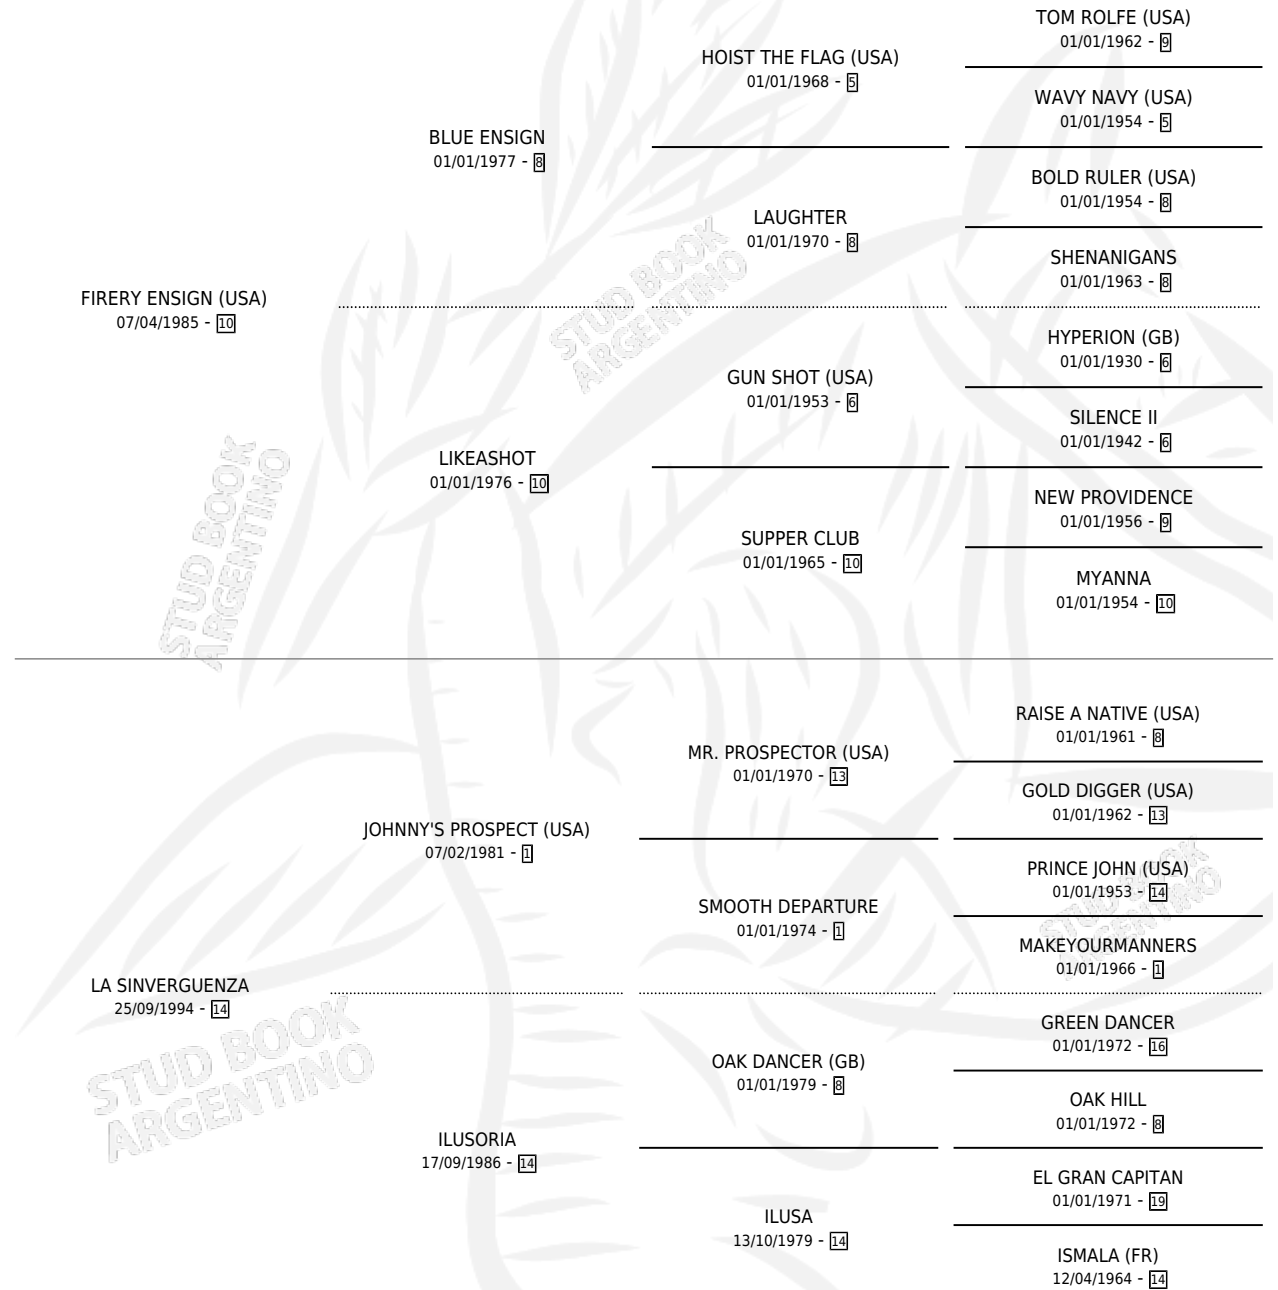 TOM ROLFE (USA)
01/01/1962 - 9
HOIST THE FLAG (USA)
01/01/1968 - 5
WAVY NAVY (USA)
01/01/1954 - 5
BLUE ENSIGN
01/01/1977 - 8
BOLD RULER (USA)
01/01/1954 - 8
LAUGHTER
01/01/1970 - 8
SHENANIGANS
01/01/1963 - 8
FIRERY ENSIGN (USA)
07/04/1985 - 10
HYPERION (GB)
01/01/1930 - 6
GUN SHOT (USA)
01/01/1953 - 6
SILENCE II
01/01/1942 - 6
LIKEASHOT
01/01/1976 - 10
NEW PROVIDENCE
01/01/1956 - 9
SUPPER CLUB
01/01/1965 - 10
MYANNA
01/01/1954 - 10
RAISE A NATIVE (USA)
01/01/1961 - 8
MR. PROSPECTOR (USA)
01/01/1970 - 13
GOLD DIGGER (USA)
01/01/1962 - 13
JOHNNY'S PROSPECT (USA)
07/02/1981 - 1
PRINCE JOHN (USA)
01/01/1953 - 14
SMOOTH DEPARTURE
01/01/1974 - 1
MAKEYOURMANNERS
01/01/1966 - 1
LA SINVERGUENZA
25/09/1994 - 14
GREEN DANCER
01/01/1972 - 16
OAK DANCER (GB)
01/01/1979 - 8
OAK HILL
01/01/1972 - 8
ILUSORIA
17/09/1986 - 14
EL GRAN CAPITAN
01/01/1971 - 19
ILUSA
13/10/1979 - 14
ISMALA (FR)
12/04/1964 - 14
STUD BOOK
ARGENTINO
STUD BOOK
ARGENTINO
STUD BOOK
ARGENTINO
STUD BOOK
ARGENTINO